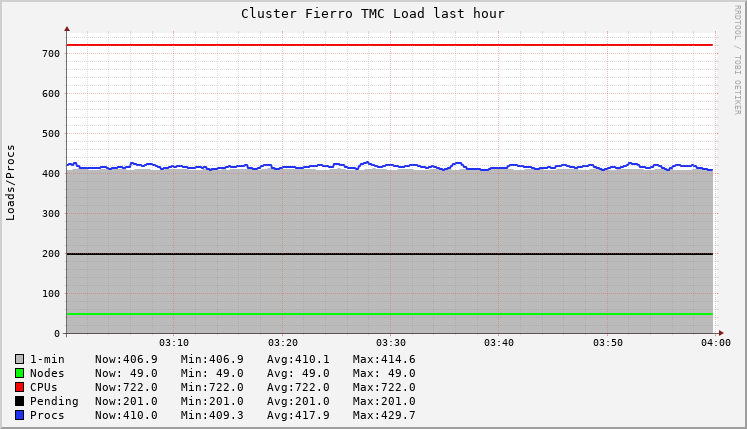 Cluster Fierro TMC Load last hour
RRDTOOL / TOBI OETIKER
Loads/Procs
700
600
500
400
300
200
100
0
03:10 03:20 03:30 03:40 03:50 04:00
1-min Now:406.9 Min:406.9 Avg:410.1 Max:414.6
Nodes Now: 49.0 Min: 49.0 Avg: 49.0 Max: 49.0
CPUs Now:722.0 Min:722.0 Avg:722.0 Max:722.0
Pending Now:201.0 Min:201.0 Avg:201.0 Max:201.0
Procs Now:410.0 Min:409.3 Avg:417.9 Max:429.7